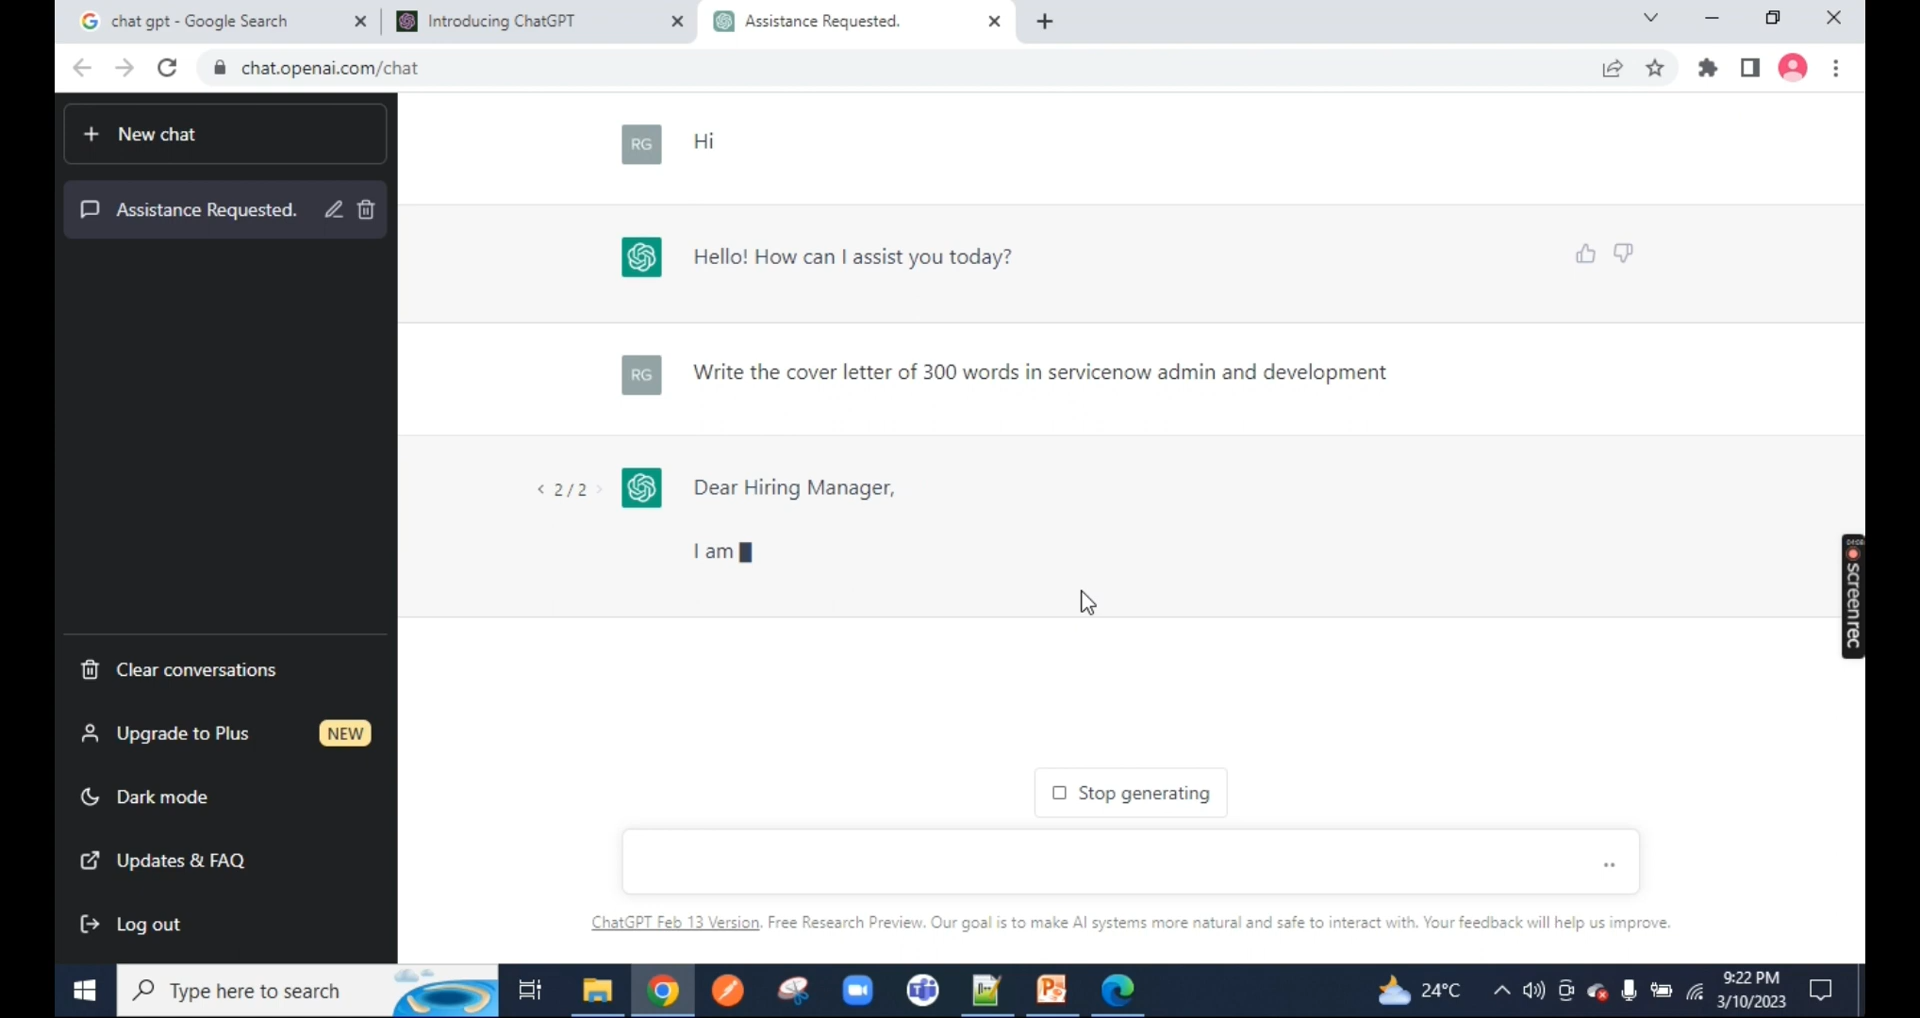 chat gpt - Google Search
Introducing ChatGPT
Assistance Requested.
chat.openai.com/chat
New chat
Assistance Requested.
Clear conversations
Upgrade to Plus NEW
Dark mode
Updates & FAQ
Log out
RG Hi
Hello! How can I assist you today?
RG Write the cover letter of 300 words in servicenow admin and development
< 2 / 2 > Dear Hiring Manager,
I am
Stop generating
ChatGPT Feb 13 Version. Free Research Preview. Our goal is to make AI systems more natural and safe to interact with. Your feedback will help us improve.
screenrec
Type here to search
24°C
9:22 PM
3/10/2023